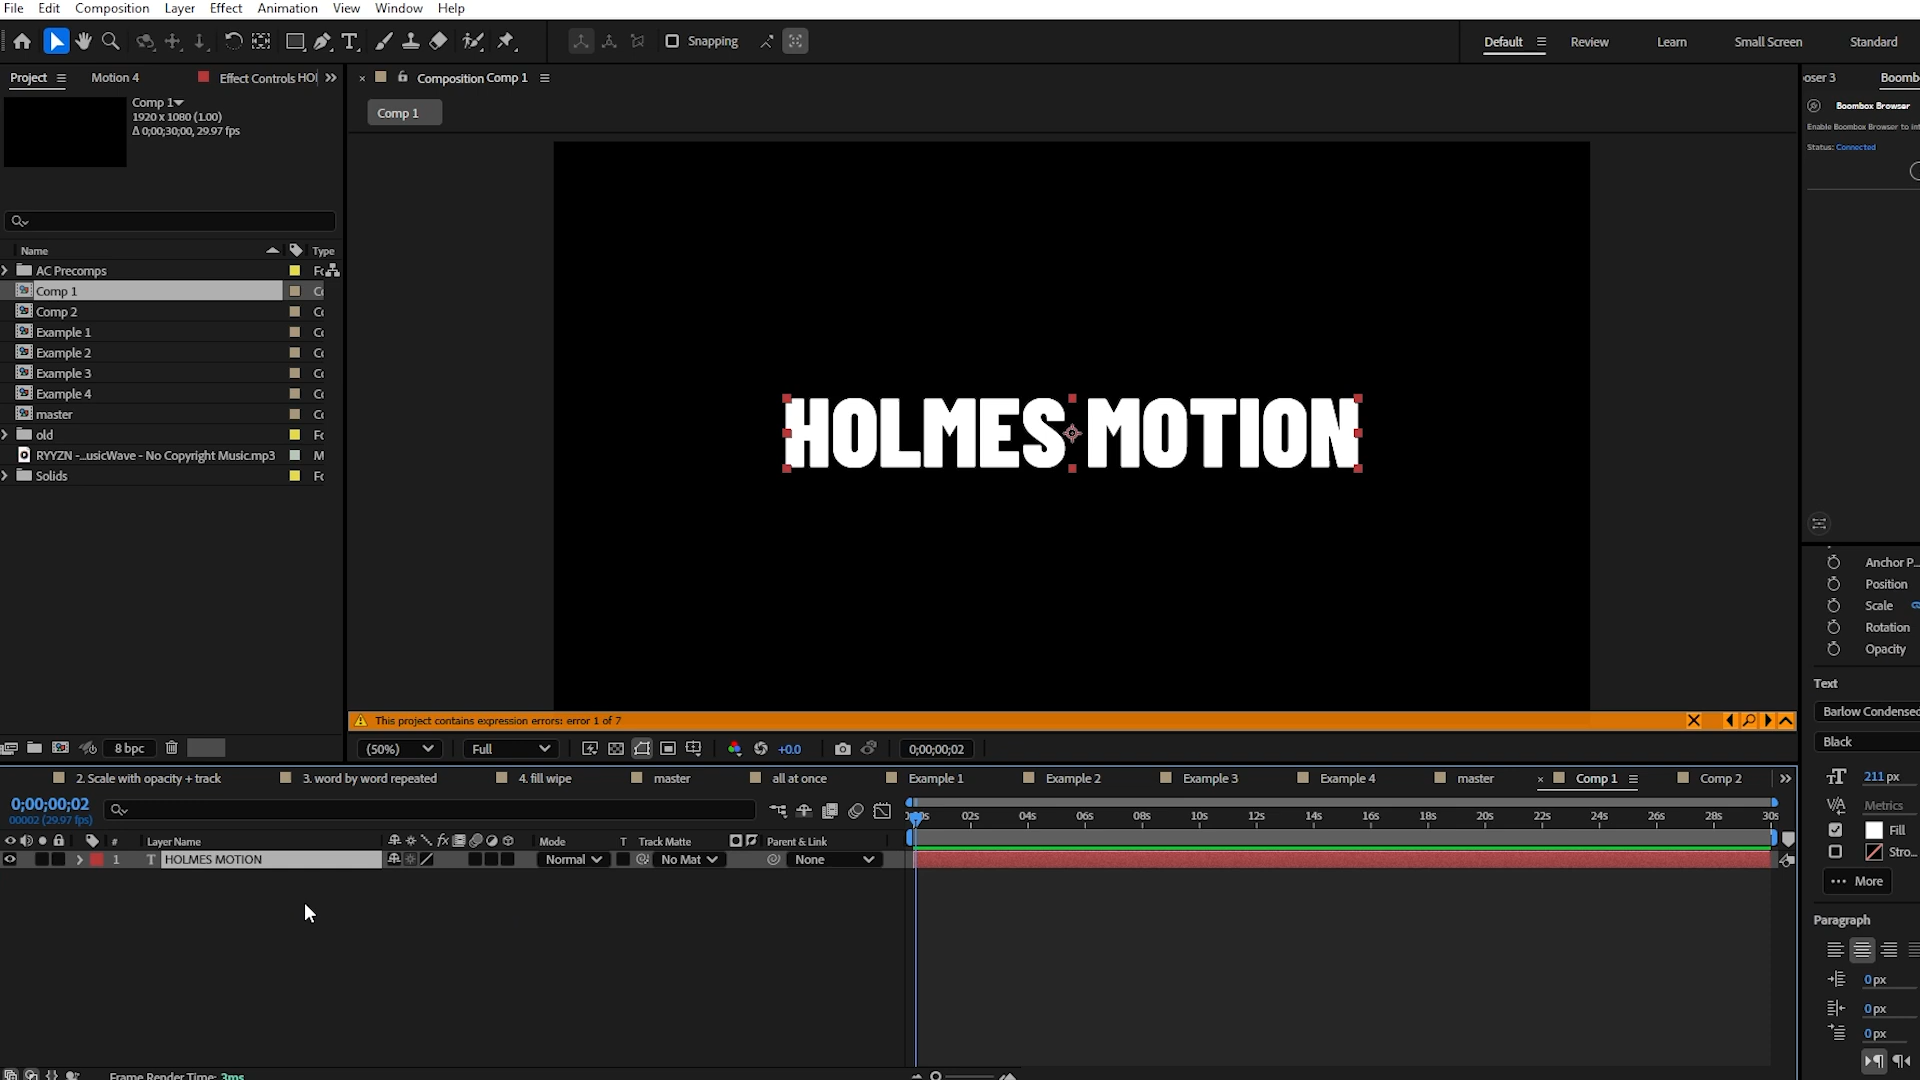 File Edit Composition Layer Effect Animation View Window Help
Snapping
Default Review Learn Small Screen Standard
Project Motion 4 Effect Controls HOI
Composition Comp 1
oser 3 Boomb
Comp 1
1920 x 1080 (1.00)
Δ 0;00;30;00, 29.97 fps
Comp 1
Boombox Browser
Enable Boombox Browser to int
Status: Connected
Name Type
AC Precomps
Comp 1
Comp 2
Example 1
Example 2
Example 3
Example 4
master
old
RYYZN -...usicWave - No Copyright Music.mp3 M
Solids
HOLMES MOTION
Anchor P...
Position
Scale
Rotation
Opacity
Text
Barlow Condensed
Black
211 px
Metrics
Fill
Stro...
More
Paragraph
0 px
0 px
0 px
This project contains expression errors: error 1 of 7
8 bpc
(50%) Full +0.0 0;00;00;02
2. Scale with opacity + track 3. word by word repeated 4. fill wipe master all at once Example 1 Example 2 Example 3 Example 4 master Comp 1 Comp 2
0;00;00;02
00002 (29.97 fps)
02s 04s 06s 08s 10s 12s 14s 16s 18s 20s 22s 24s 26s 28s 30s
# Layer Name Mode T Track Matte Parent & Link
1 T HOLMES MOTION Normal No Mat None
Frame Render Time: 3ms